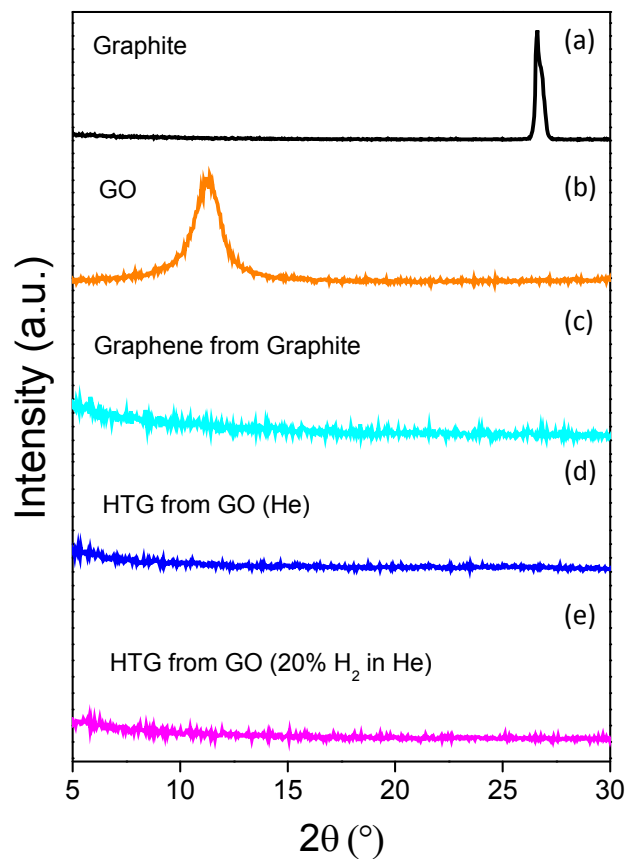 Graphite
(a)
GO
(b)
(c)
Graphene from Graphite
(d)
HTG from GO (He)
(e)
HTG from GO (20% H₂ in He)
Intensity (a.u.)
5 10 15 20 25 30
2θ (°)